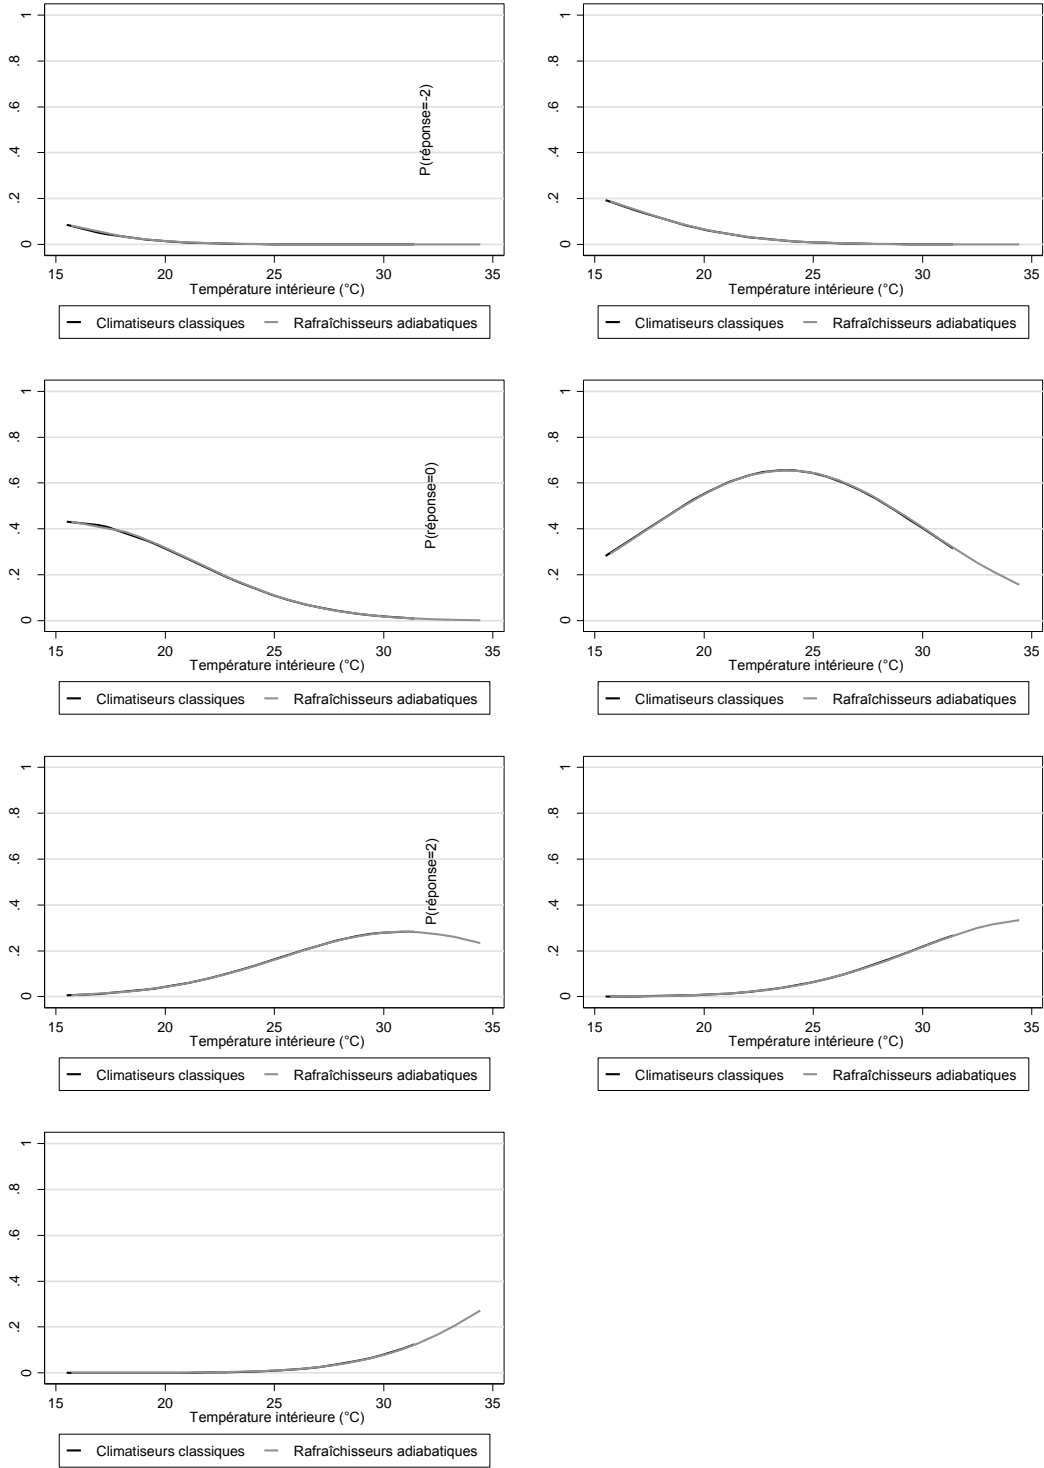 1
.8
.6
.4
.2
0
P(réponse=-2)
15 20 25 30 35
Température intérieure (°C)
Climatiseurs classiques Rafraîchisseurs adiabatiques
1
.8
.6
.4
.2
0
15 20 25 30 35
Température intérieure (°C)
Climatiseurs classiques Rafraîchisseurs adiabatiques
1
.8
.6
.4
.2
0
P(réponse=0)
15 20 25 30 35
Température intérieure (°C)
Climatiseurs classiques Rafraîchisseurs adiabatiques
1
.8
.6
.4
.2
0
15 20 25 30 35
Température intérieure (°C)
Climatiseurs classiques Rafraîchisseurs adiabatiques
1
.8
.6
.4
.2
0
P(réponse=2)
15 20 25 30 35
Température intérieure (°C)
Climatiseurs classiques Rafraîchisseurs adiabatiques
1
.8
.6
.4
.2
0
15 20 25 30 35
Température intérieure (°C)
Climatiseurs classiques Rafraîchisseurs adiabatiques
1
.8
.6
.4
.2
0
15 20 25 30 35
Température intérieure (°C)
Climatiseurs classiques Rafraîchisseurs adiabatiques